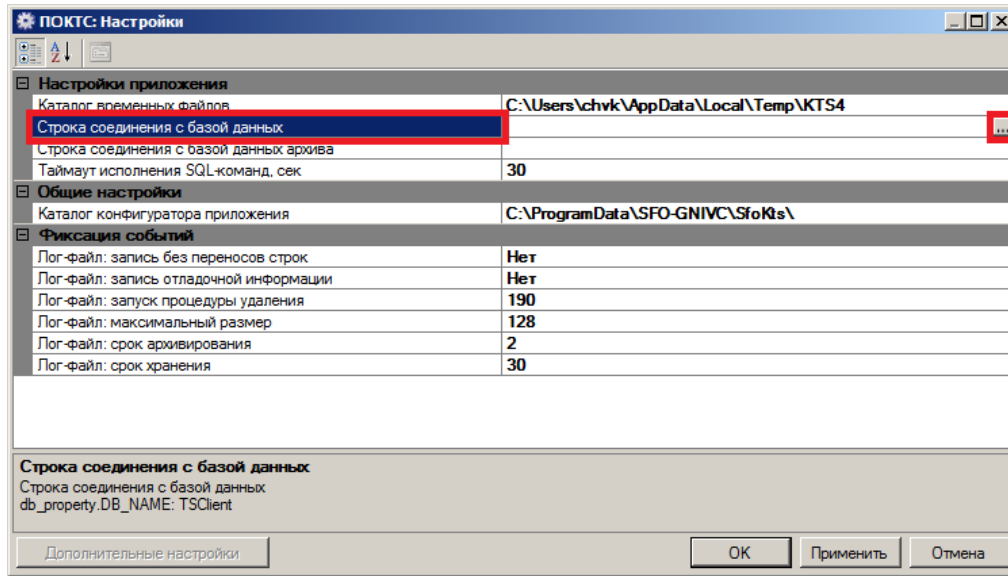 ПОКТС: Настройки
Настройки приложения
Каталог временных файлов C:\Users\chvk\AppData\Local\Temp\KTS4
Строка соединения с базой данных ...
Строка соединения с базой данных архива
Таймаут исполнения SQL-команд, сек 30
Общие настройки
Каталог конфигуратора приложения C:\ProgramData\SFO-GNIVC\SfoKts\
Фиксация событий
Лог-файл: запись без переносов строк Нет
Лог-файл: запись отладочной информации Нет
Лог-файл: запуск процедуры удаления 190
Лог-файл: максимальный размер 128
Лог-файл: срок архивирования 2
Лог-файл: срок хранения 30
Строка соединения с базой данных
Строка соединения с базой данных
db_property.DB_NAME: TSClient
Дополнительные настройки OK Применить Отмена